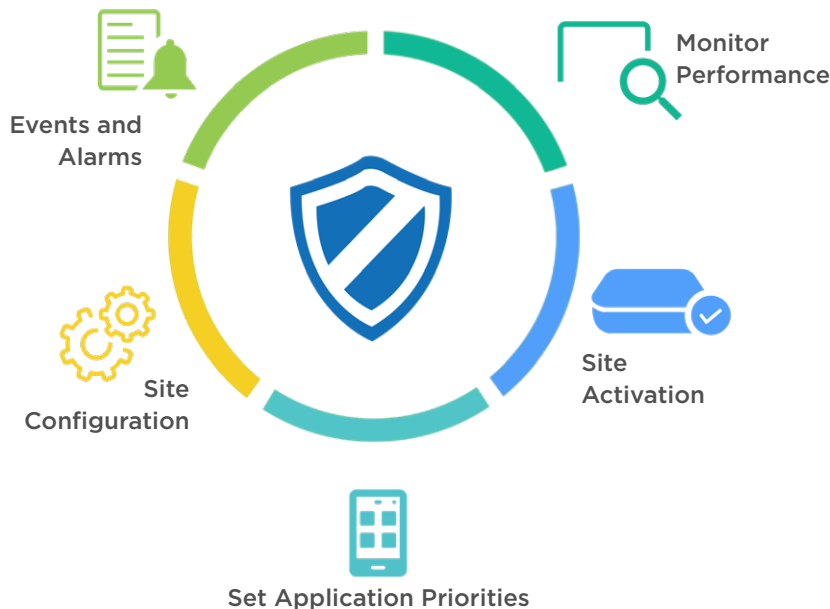 Monitor
Performance
Events and
Alarms
Site
Activation
Site
Configuration
Set Application Priorities